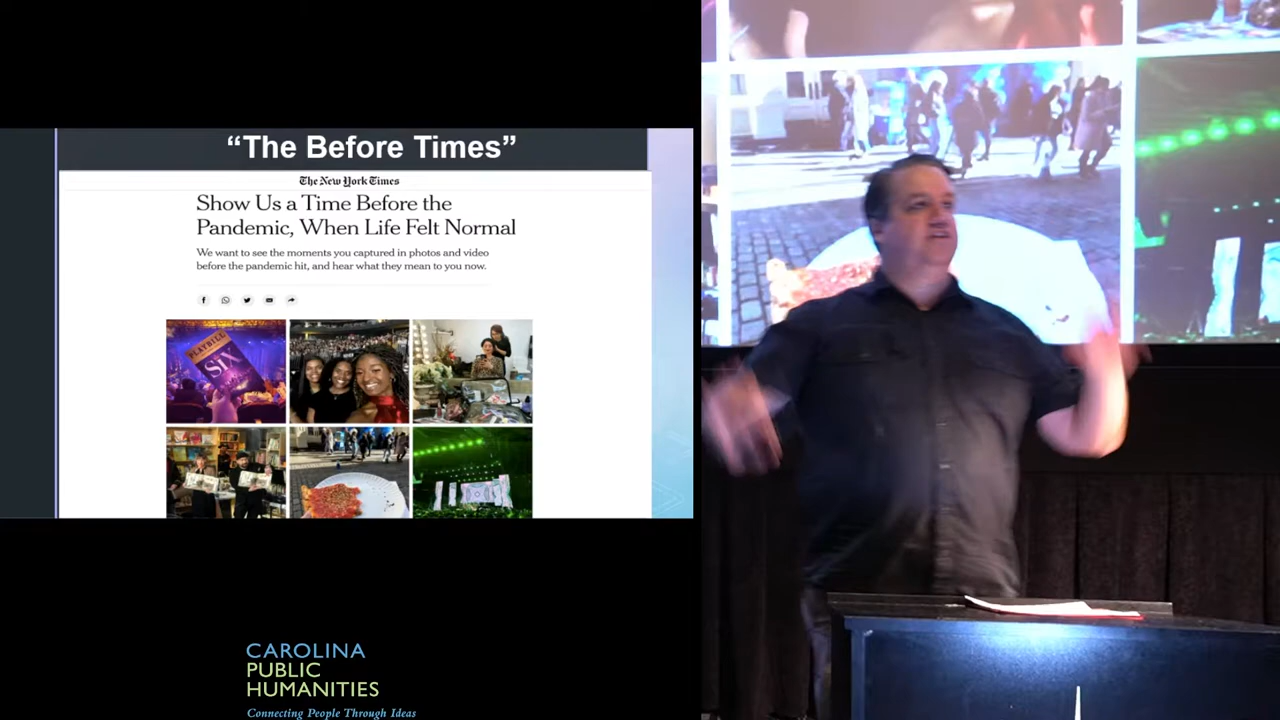 “The Before Times”
The New York Times
Show Us a Time Before the
Pandemic, When Life Felt Normal
We want to see the moments you captured in photos and video
before the pandemic hit, and hear what they mean to you now.
PLAYBILL
SIX
CAROLINA
PUBLIC
HUMANITIES
Connecting People Through Ideas